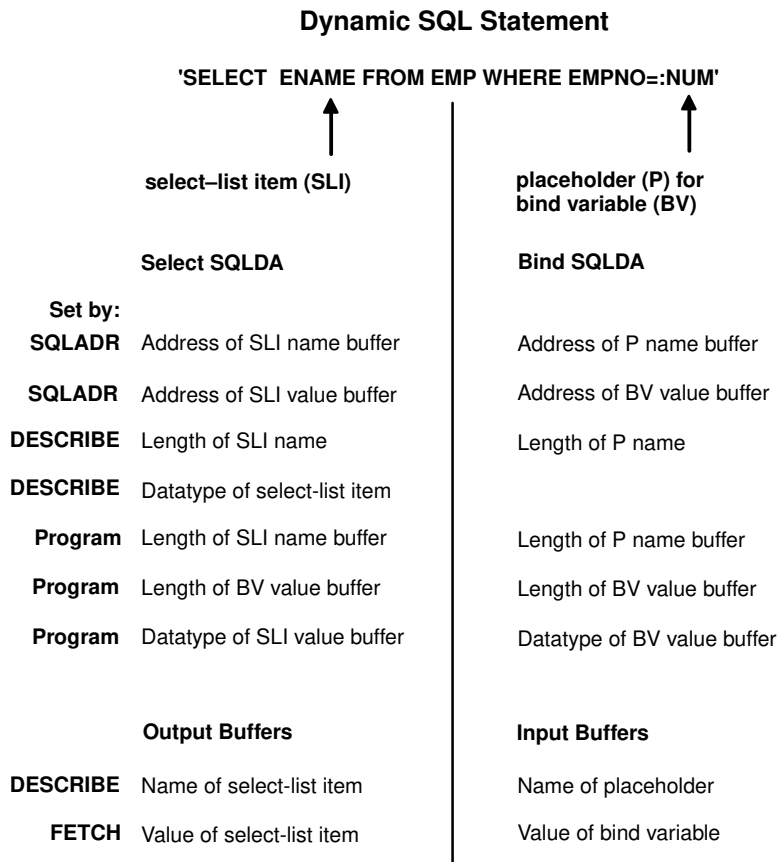 Dynamic SQL Statement
'SELECT ENAME FROM EMP WHERE EMPNO=:NUM'
select–list item (SLI)
placeholder (P) for
bind variable (BV)
Select SQLDA
Bind SQLDA
Set by:
SQLADR Address of SLI name buffer Address of P name buffer
SQLADR Address of SLI value buffer Address of BV value buffer
DESCRIBE Length of SLI name Length of P name
DESCRIBE Datatype of select-list item
Program Length of SLI name buffer Length of P name buffer
Program Length of BV value buffer Length of BV value buffer
Program Datatype of SLI value buffer Datatype of BV value buffer
Output Buffers Input Buffers
DESCRIBE Name of select-list item Name of placeholder
FETCH Value of select-list item Value of bind variable